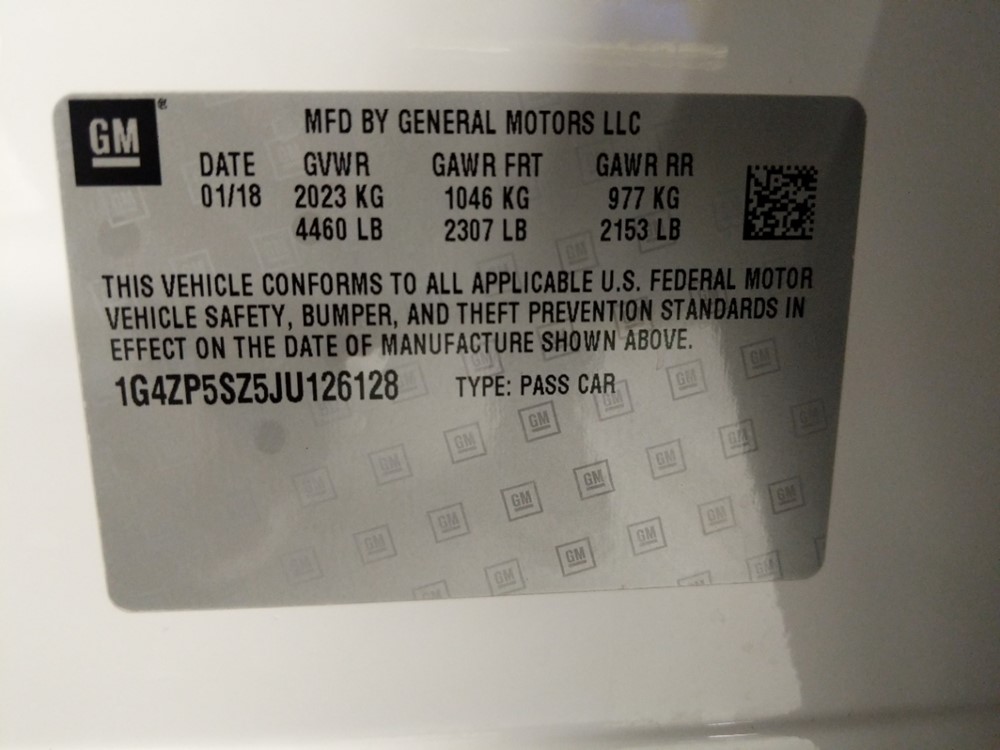 GM®
MFD BY GENERAL MOTORS LLC
DATE GVWR GAWR FRT GAWR RR
01/18 2023 KG 1046 KG 977 KG
4460 LB 2307 LB 2153 LB
THIS VEHICLE CONFORMS TO ALL APPLICABLE U.S. FEDERAL MOTOR
VEHICLE SAFETY, BUMPER, AND THEFT PREVENTION STANDARDS IN
EFFECT ON THE DATE OF MANUFACTURE SHOWN ABOVE.
1G4ZP5SZ5JU126128 TYPE: PASS CAR